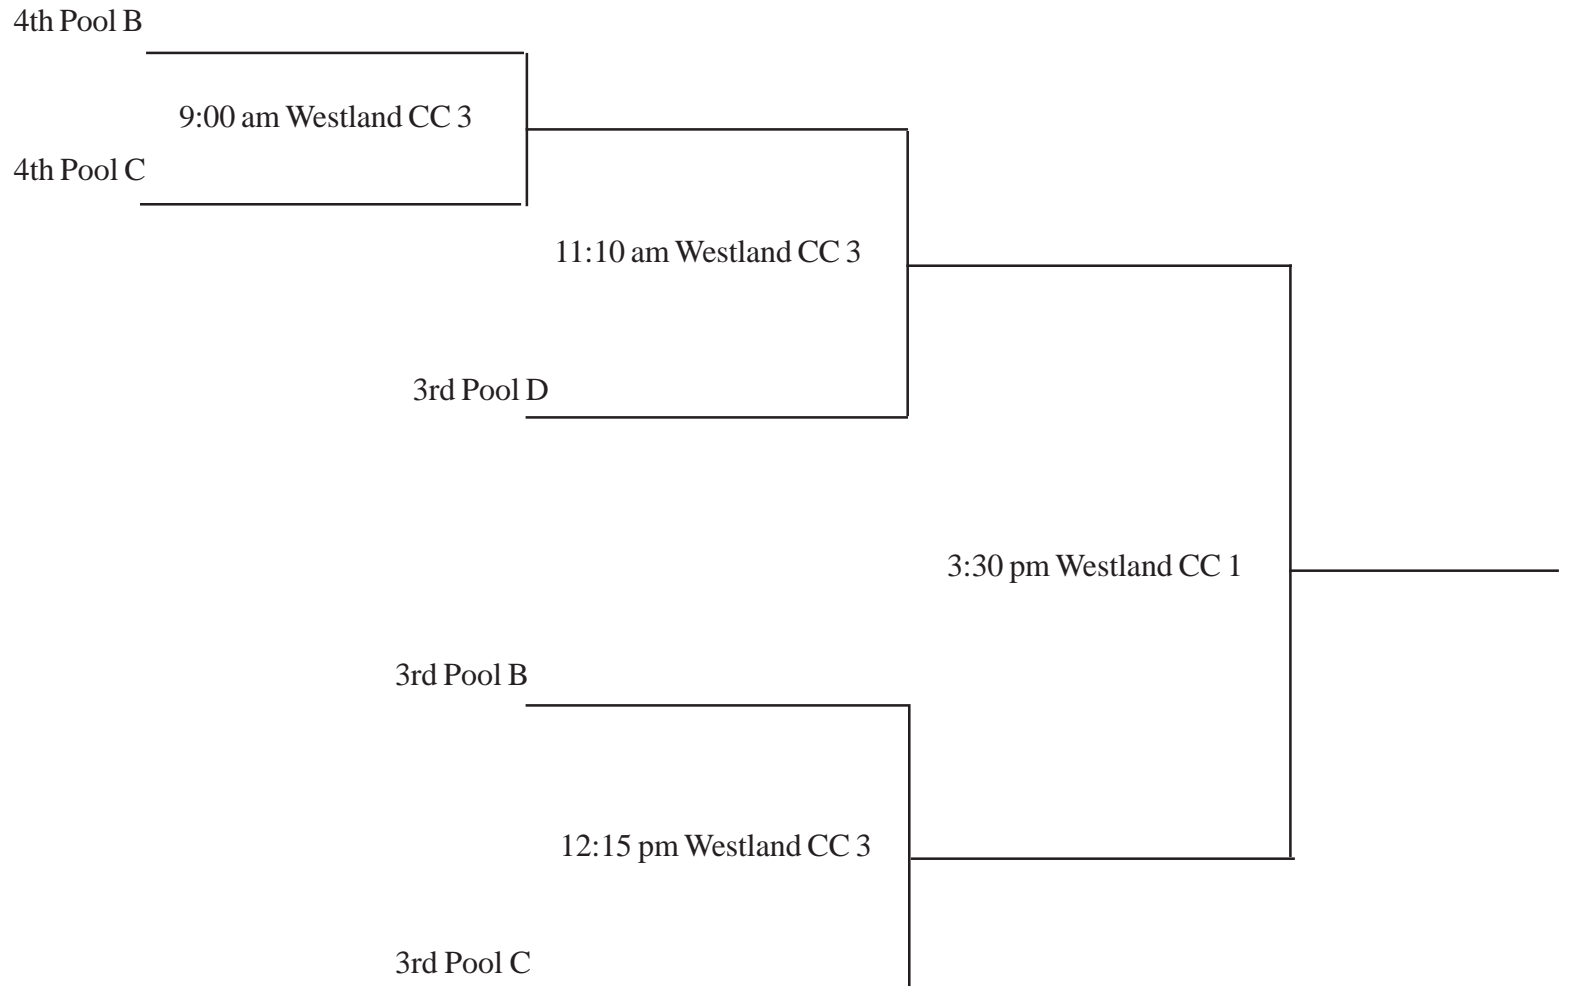 4th Pool B
9:00 am Westland CC 3
4th Pool C
11:10 am Westland CC 3
3rd Pool D
3:30 pm Westland CC 1
3rd Pool B
12:15 pm Westland CC 3
3rd Pool C